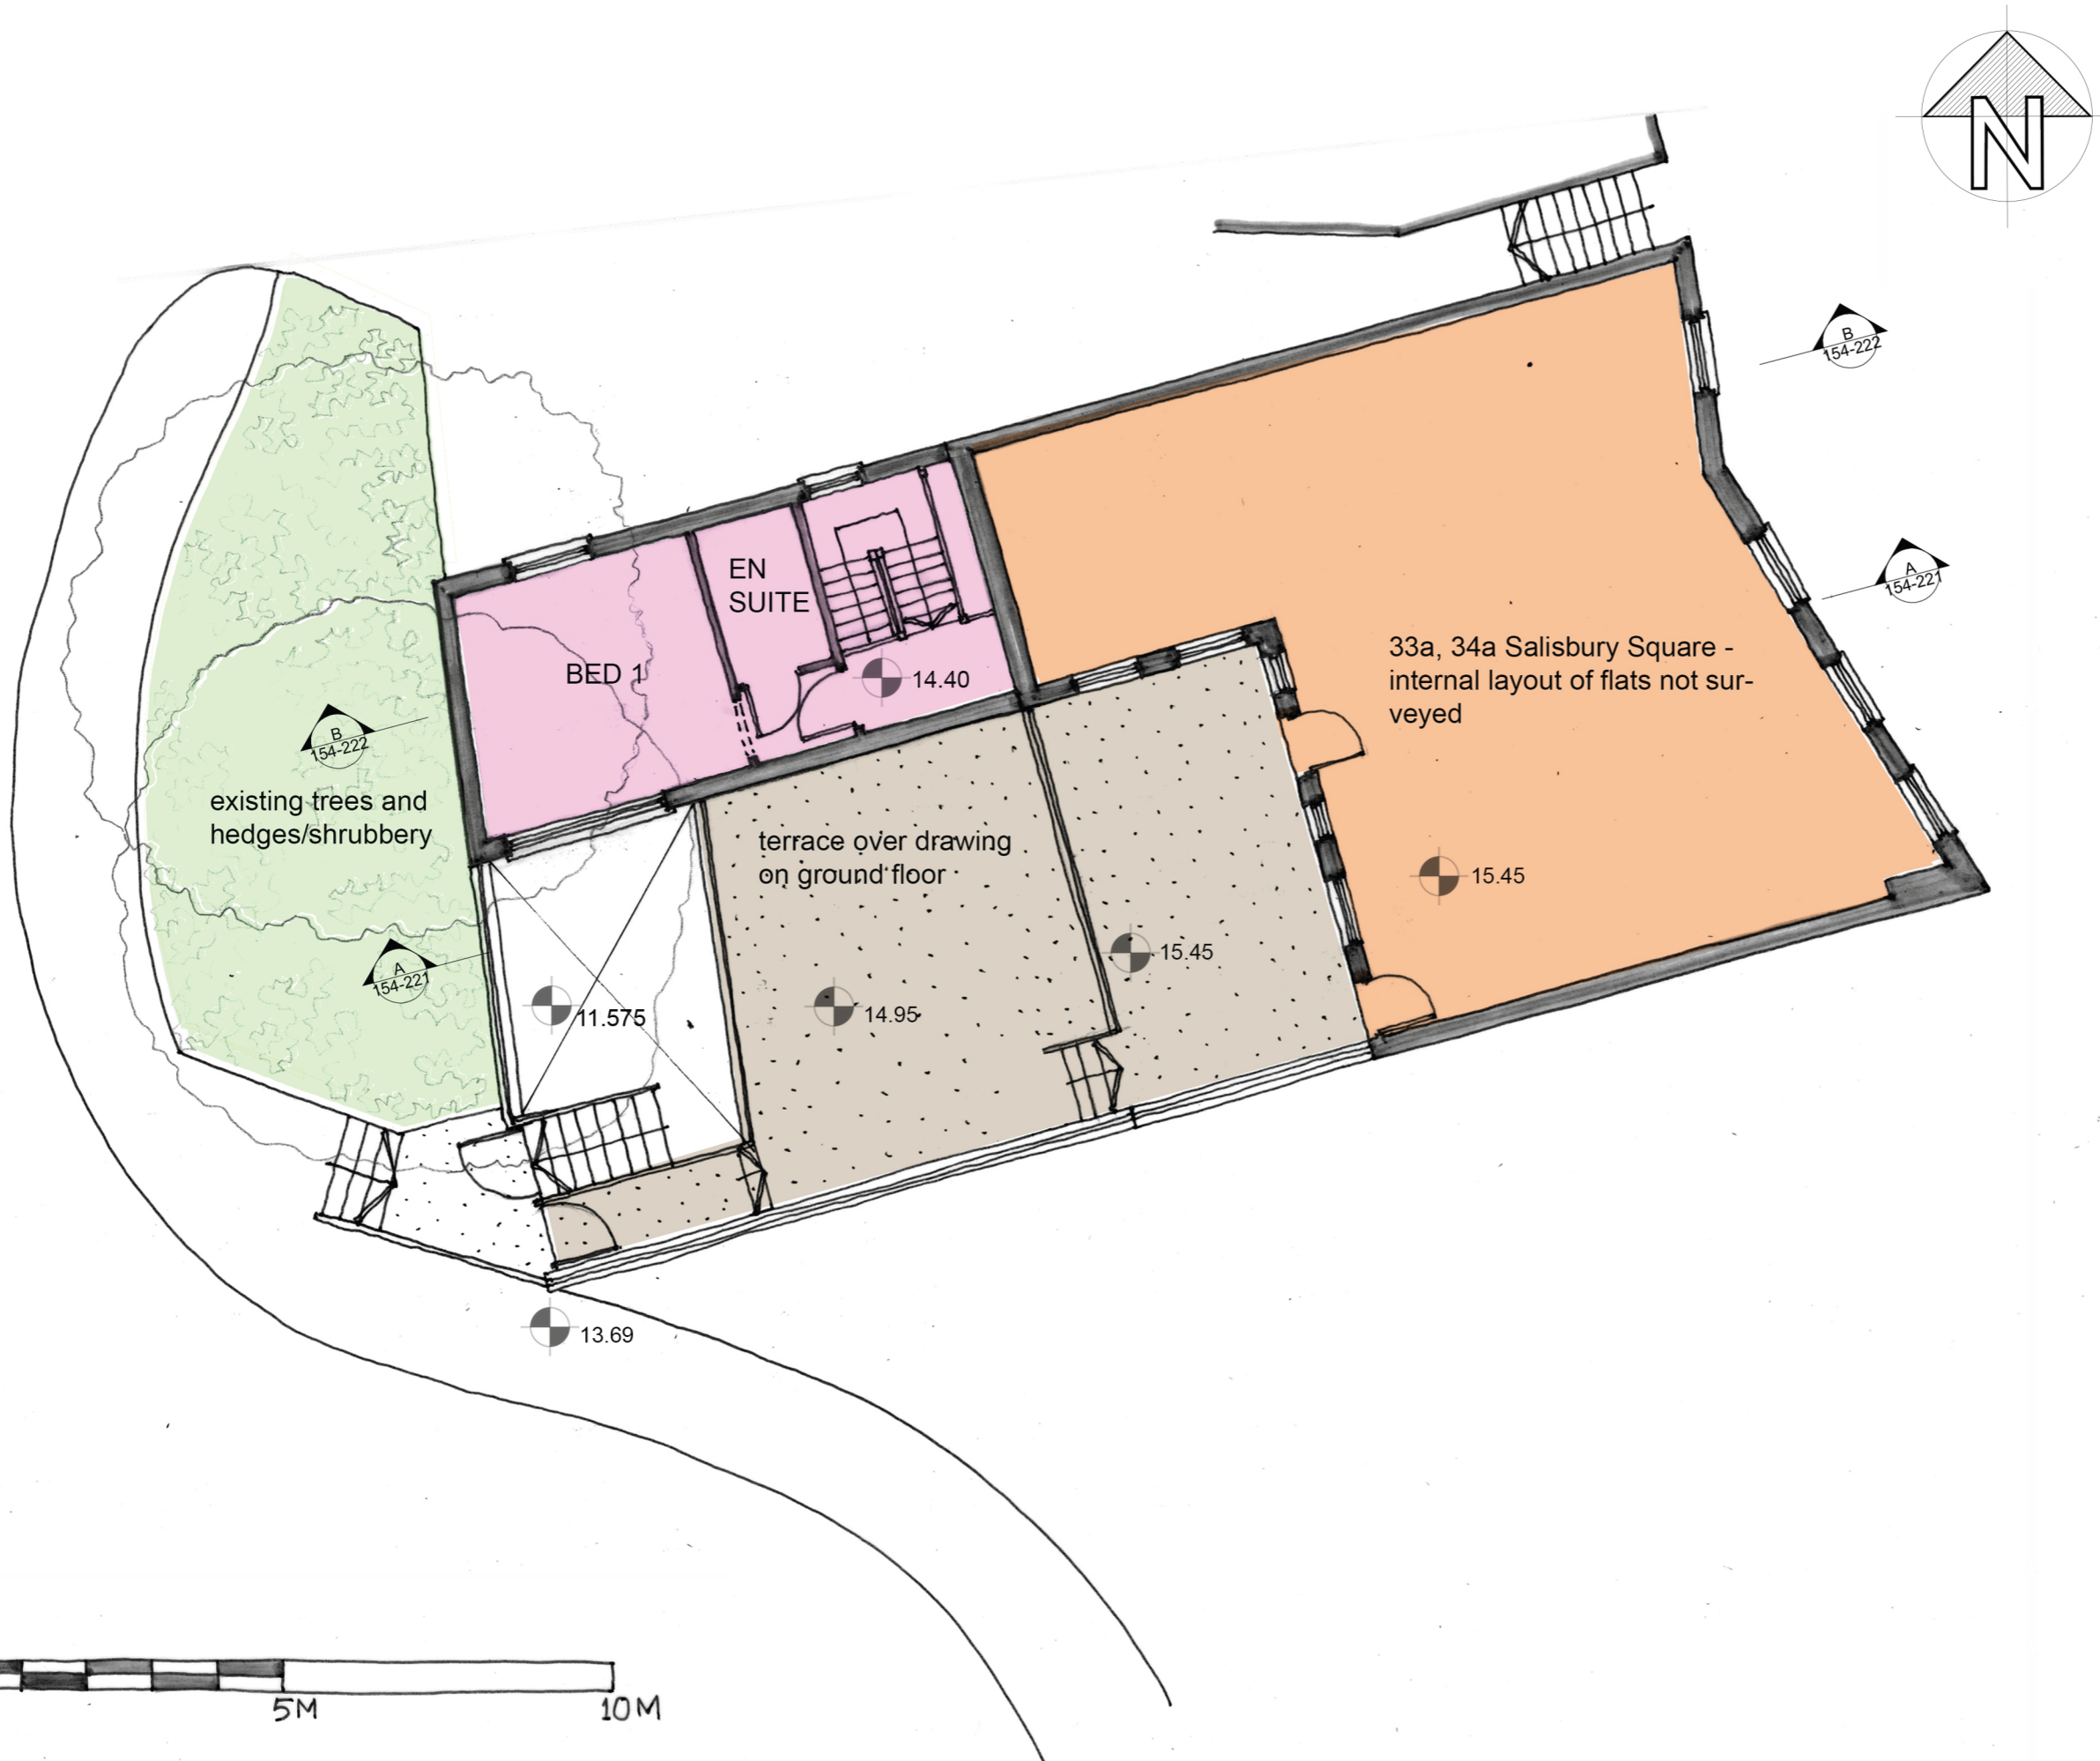 N
B
154-222
A
154-221
EN
SUITE
BED 1
14.40
33a, 34a Salisbury Square -
internal layout of flats not sur-
veyed
B
154-222
existing trees and
hedges/shrubbery
terrace over drawing
on ground floor
15.45
15.45
A
154-221
11.575
14.95
13.69
5M
10M